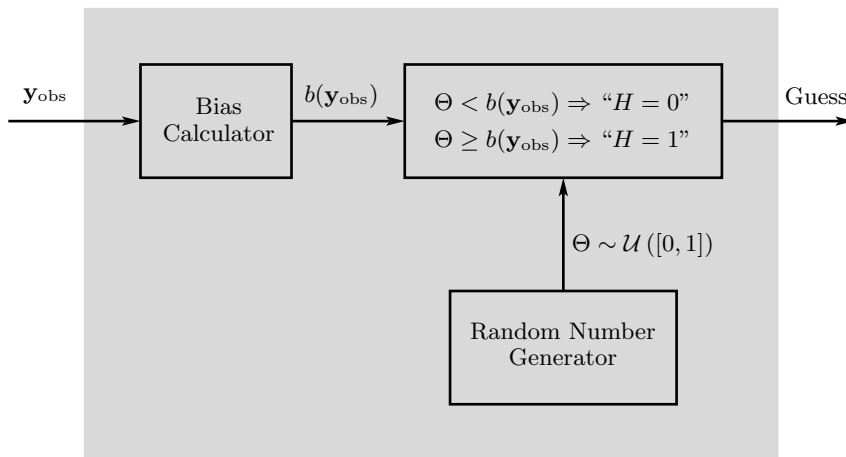 y_obs
Bias
Calculator
b(y_obs)
Θ < b(y_obs) ⇒ “H = 0”
Θ ≥ b(y_obs) ⇒ “H = 1”
Guess
Θ ∼ 𝒰 ([0, 1])
Random Number
Generator